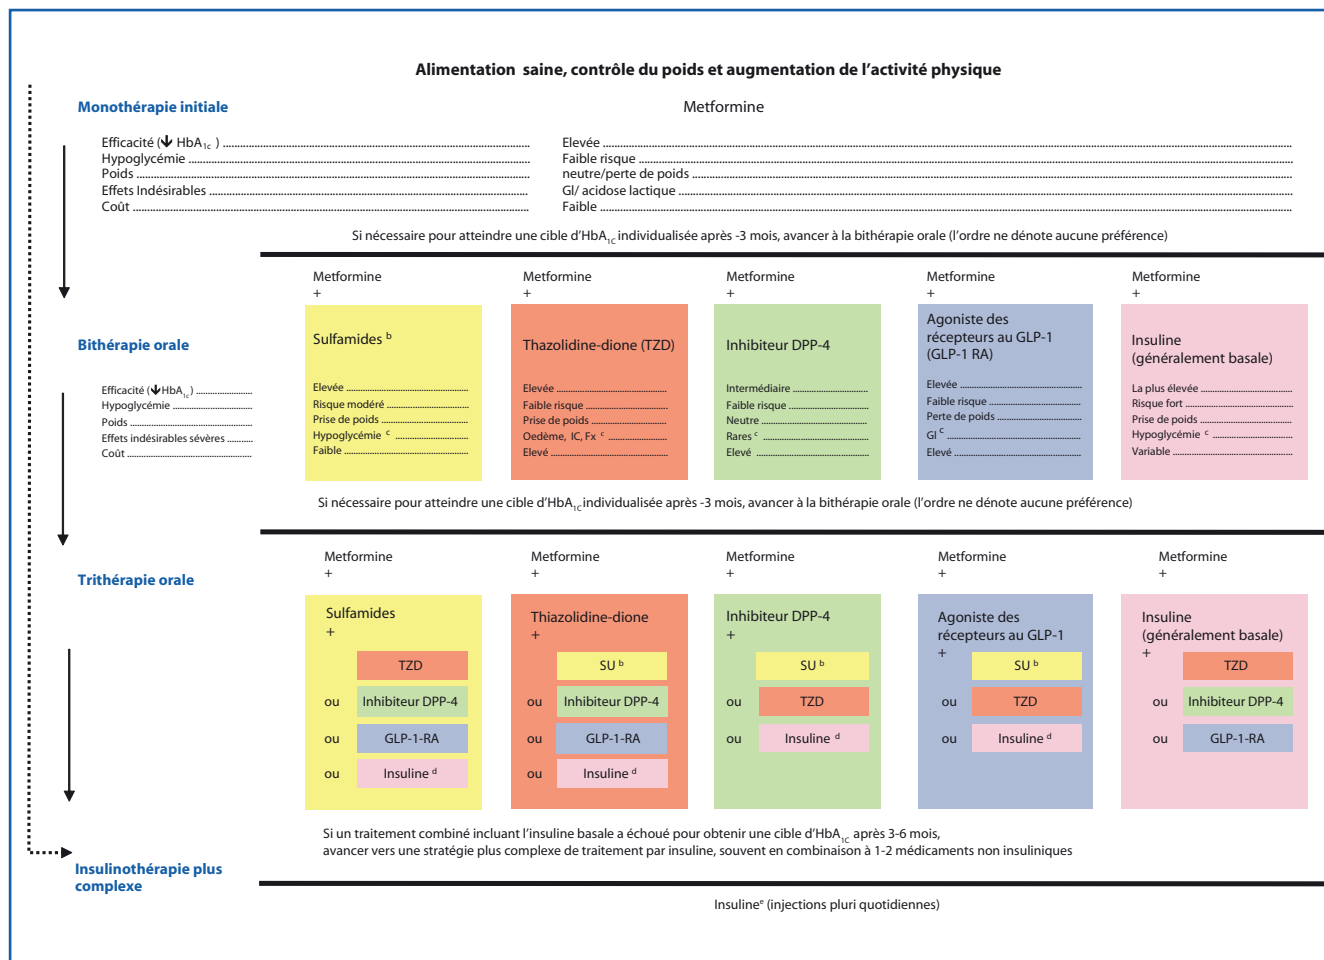 Alimentation saine, contrôle du poids et augmentation de l'activité physique
Monothérapie initiale
Metformine
Efficacité (↓ HbA1c )
Elevée
Hypoglycémie
Faible risque
Poids
neutre/perte de poids
Effets Indésirables
GI/ acidose lactique
Coût
Faible
Si nécessaire pour atteindre une cible d'HbA1C individualisée après -3 mois, avancer à la bithérapie orale (l'ordre ne dénote aucune préférence)
Bithérapie orale
Efficacité (↓HbA1c)
Hypoglycémie
Poids
Effets indésirables sévères
Coût
Metformine
+
Sulfamides b
Elevée
Risque modéré
Prise de poids
Hypoglycémie c
Faible
Metformine
+
Thazolidine-dione (TZD)
Elevée
Faible risque
Prise de poids
Oedème, IC, Fx c
Elevé
Metformine
+
Inhibiteur DPP-4
Intermédiaire
Faible risque
Neutre
Rares c
Elevé
Metformine
+
Agoniste des
récepteurs au GLP-1
(GLP-1 RA)
Elevée
Faible risque
Perte de poids
GI c
Elevé
Metformine
+
Insuline
(généralement basale)
La plus élevée
Risque fort
Prise de poids
Hypoglycémie c
Variable
Si nécessaire pour atteindre une cible d'HbA1C individualisée après -3 mois, avancer à la bithérapie orale (l'ordre ne dénote aucune préférence)
Trithérapie orale
Metformine
+
Sulfamides
+
TZD
ou Inhibiteur DPP-4
ou GLP-1-RA
ou Insuline d
Metformine
+
Thiazolidine-dione
+
SU b
ou Inhibiteur DPP-4
ou GLP-1-RA
ou Insuline d
Metformine
+
Inhibiteur DPP-4
+
SU b
ou TZD
ou Insuline d
Metformine
+
Agoniste des
récepteurs au GLP-1
+
SU b
ou TZD
ou Insuline d
Metformine
+
Insuline
(généralement basale)
+
TZD
ou Inhibiteur DPP-4
ou GLP-1-RA
Si un traitement combiné incluant l'insuline basale a échoué pour obtenir une cible d'HbA1C après 3-6 mois,
avancer vers une stratégie plus complexe de traitement par insuline, souvent en combinaison à 1-2 médicaments non insuliniques
Insulinothérapie plus
complexe
Insuline e (injections pluri quotidiennes)